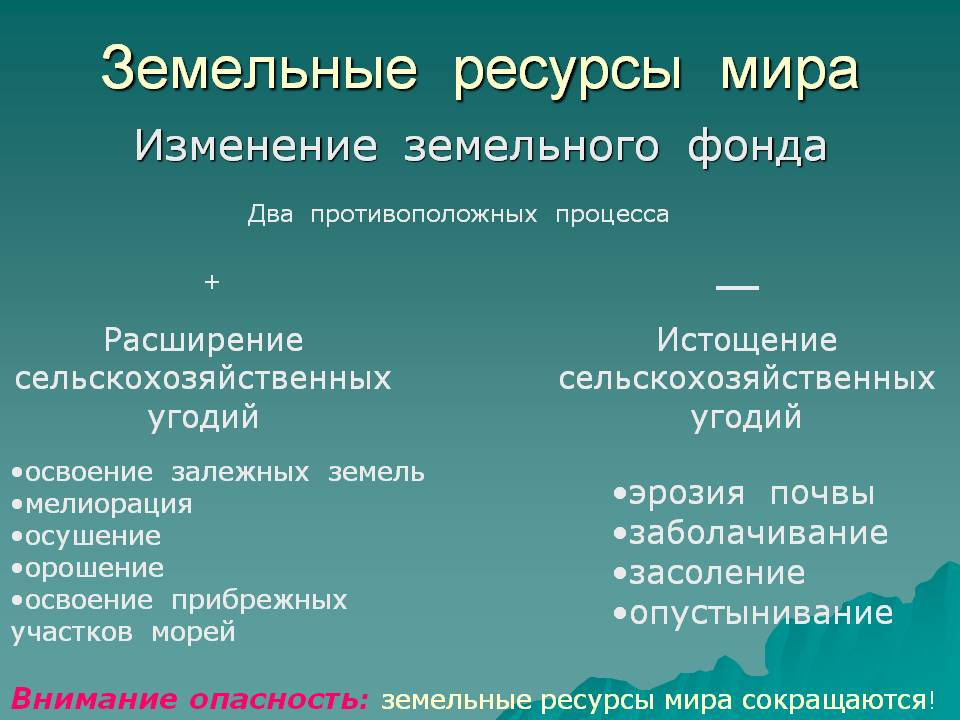 Земельные ресурсы мира
Изменение земельного фонда
Два противоположных процесса
+
—
Расширение
сельскохозяйственных
угодий
•освоение залежных земель
•мелиорация
•осушение
•орошение
•освоение прибрежных
участков морей
Истощение
сельскохозяйственных
угодий
•эрозия почвы
•заболачивание
•засоление
•опустынивание
Внимание опасность: земельные ресурсы мира сокращаются!